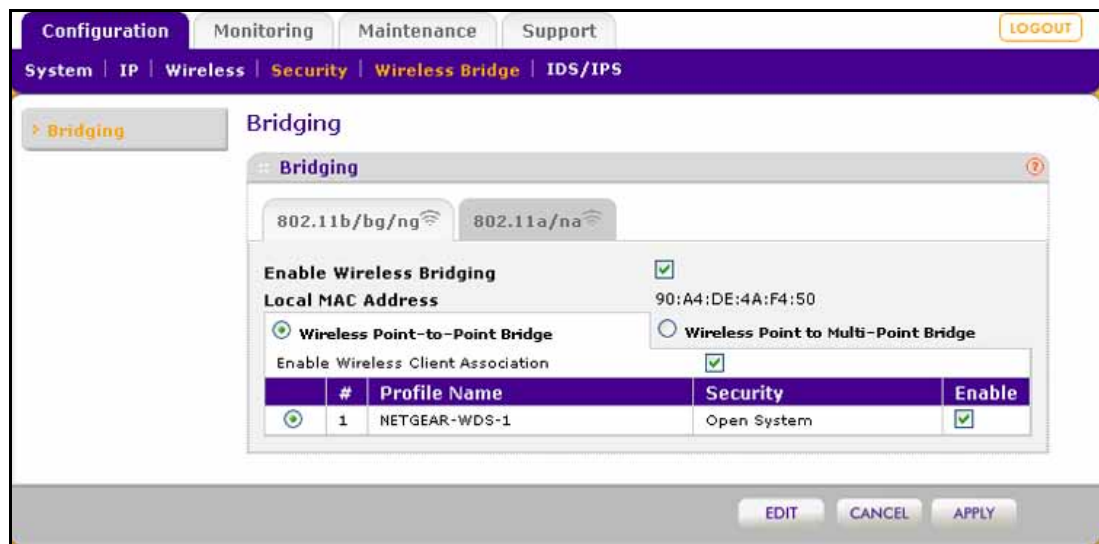 Configuration Monitoring Maintenance Support LOGOUT
System | IP | Wireless | Security | Wireless Bridge | IDS/IPS
> Bridging
Bridging
Bridging ?
802.11b/bg/ng 802.11a/na
Enable Wireless Bridging
Local MAC Address 90:A4:DE:4A:F4:50
Wireless Point-to-Point Bridge Wireless Point to Multi-Point Bridge
Enable Wireless Client Association
# Profile Name Security Enable
1 NETGEAR-WDS-1 Open System
EDIT CANCEL APPLY